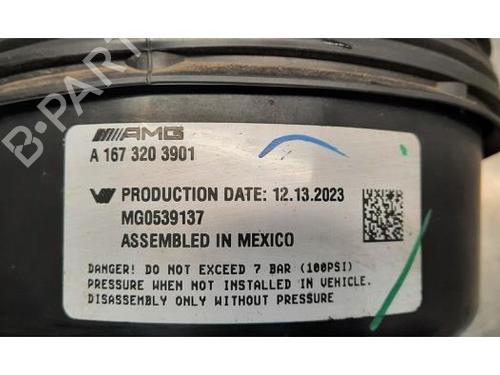 B-PARTS
AMG
A 167 320 3901
PRODUCTION DATE: 12.13.2023
MG0539137
ASSEMBLED IN MEXICO
DANGER! DO NOT EXCEED 7 BAR (100PSI)
PRESSURE WHEN NOT INSTALLED IN VEHICLE.
DISASSEMBLY ONLY WITHOUT PRESSURE